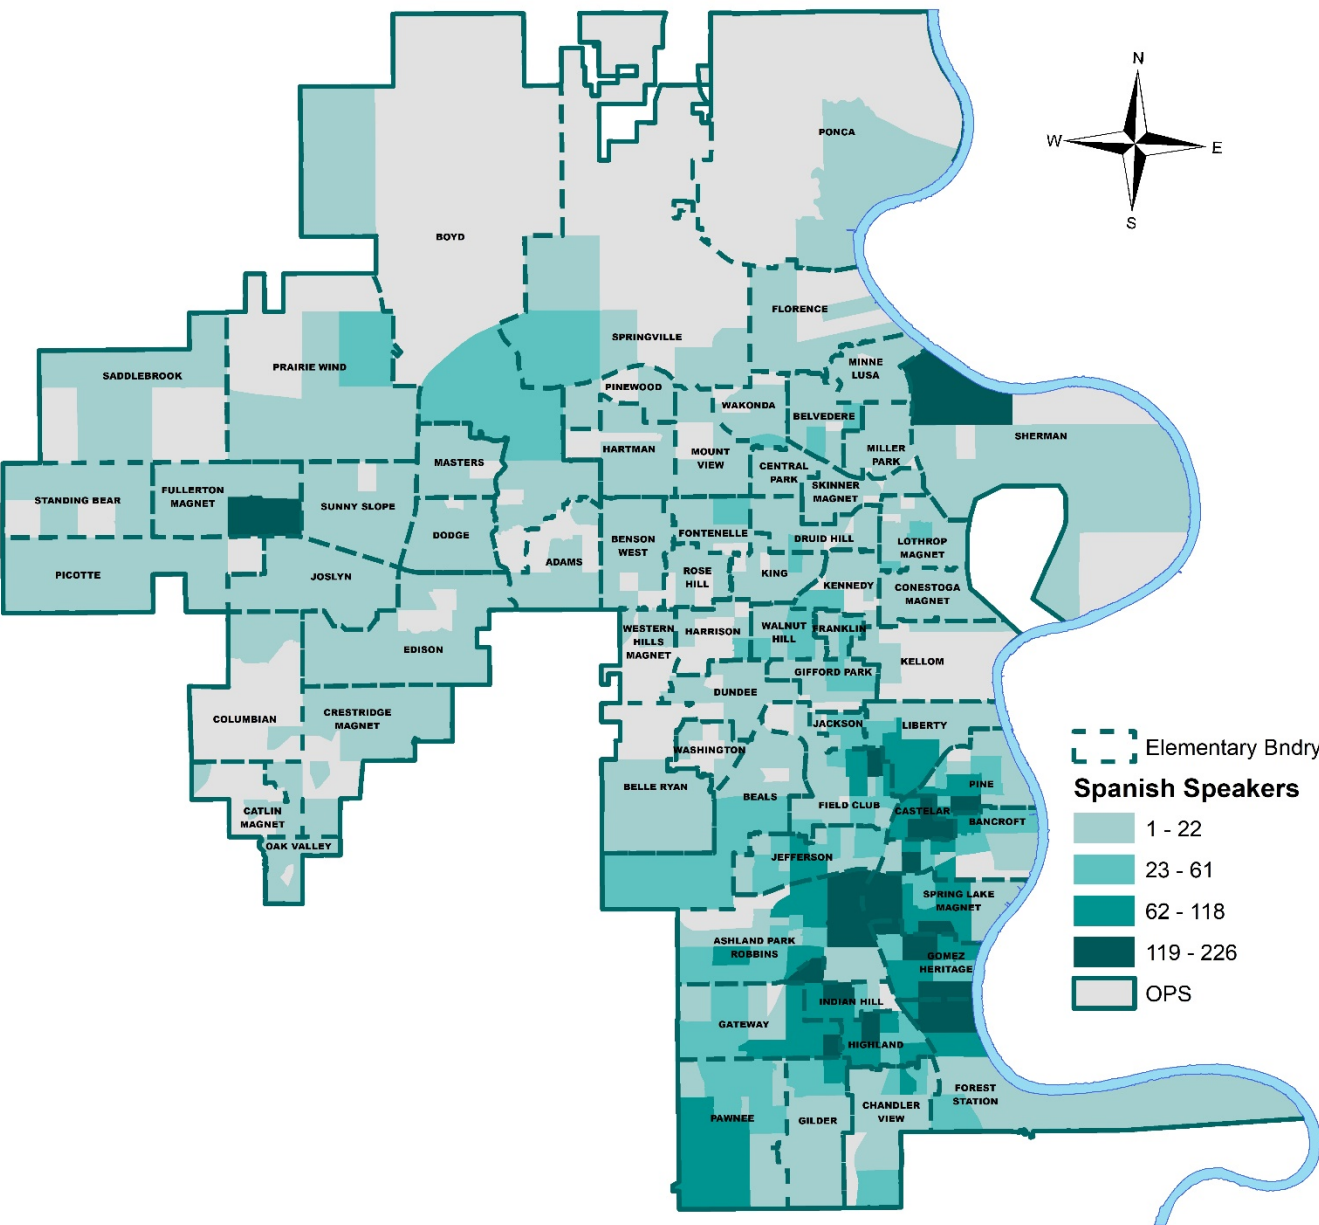 N
W
E
S
PONCA
BOYD
FLORENCE
SPRINGVILLE
MINNE
LUSA
PRAIRIE WIND
SADDLEBROOK
PINEWOOD
WAKONDA
BELVEDERE
SHERMAN
HARTMAN
MOUNT
VIEW
MILLER
PARK
MASTERS
CENTRAL
PARK
SKINNER
MAGNET
STANDING BEAR
FULLERTON
MAGNET
SUNNY SLOPE
DODGE
BENSON
WEST
FONTENELLE
DRUID HILL
LOTHROP
MAGNET
ADAMS
PICOTTE
JOSLYN
ROSE
HILL
KING
KENNEDY
CONESTOGA
MAGNET
WESTERN
HILLS
MAGNET
HARRISON
WALNUT
HILL
FRANKLIN
EDISON
KELLOM
GIFFORD PARK
DUNDEE
COLUMBIAN
CRESTRIDGE
MAGNET
JACKSON
LIBERTY
WASHINGTON
BELLE RYAN
BEALS
FIELD CLUB
PINE
CASTELAR
BANCROFT
CATLIN
MAGNET
OAK VALLEY
JEFFERSON
SPRING LAKE
MAGNET
ASHLAND PARK
ROBBINS
GOMEZ
HERITAGE
INDIAN HILL
GATEWAY
HIGHLAND
FOREST
STATION
PAWNEE
GILDER
CHANDLER
VIEW
Elementary Bndry
Spanish Speakers
1 - 22
23 - 61
62 - 118
119 - 226
OPS